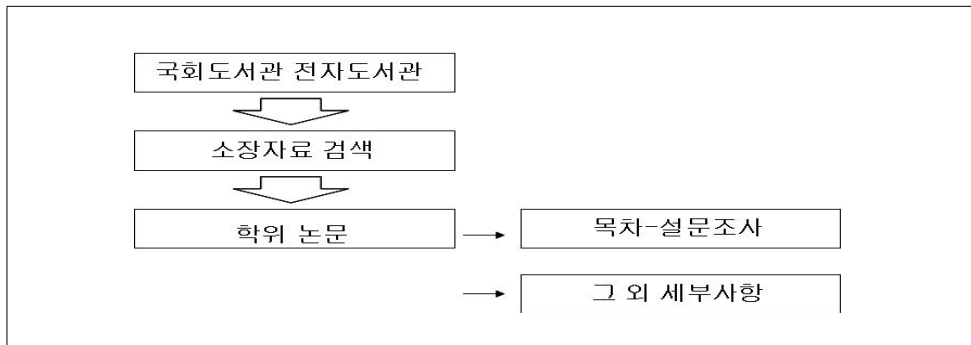 국회도서관 전자도서관
소장자료 검색
학위 논문
목차-설문조사
그 외 세부사항